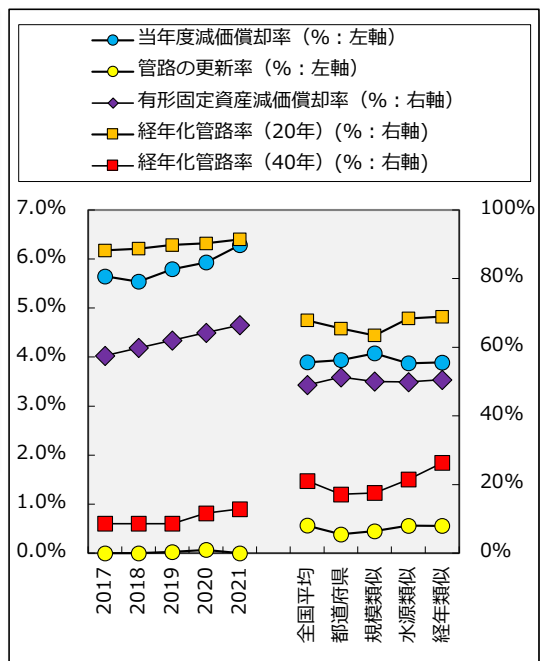 当年度減価償却率（%：左軸）
管路の更新率（%：左軸）
有形固定資産減価償却率（%：右軸）
経年化管路率（20年）(%：右軸)
経年化管路率（40年）(%：右軸)
7.0%
6.0%
5.0%
4.0%
3.0%
2.0%
1.0%
0.0%
100%
80%
60%
40%
20%
0%
2017
2018
2019
2020
2021
全国平均
都道府県
規模類似
水源類似
経年類似